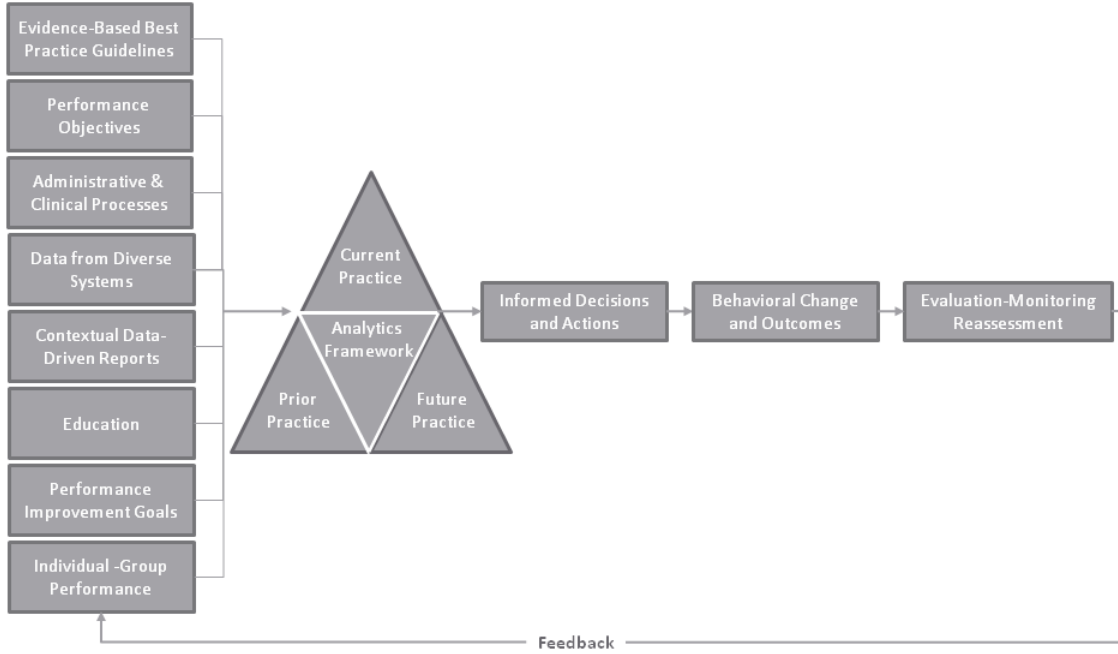 Evidence-Based Best
Practice Guidelines
Performance
Objectives
Administrative &
Clinical Processes
Data from Diverse
Systems
Contextual Data-
Driven Reports
Education
Performance
Improvement Goals
Individual -Group
Performance
Current
Practice
Analytics
Framework
Prior
Practice
Future
Practice
Informed Decisions
and Actions
Behavioral Change
and Outcomes
Evaluation-Monitoring
Reassessment
Feedback